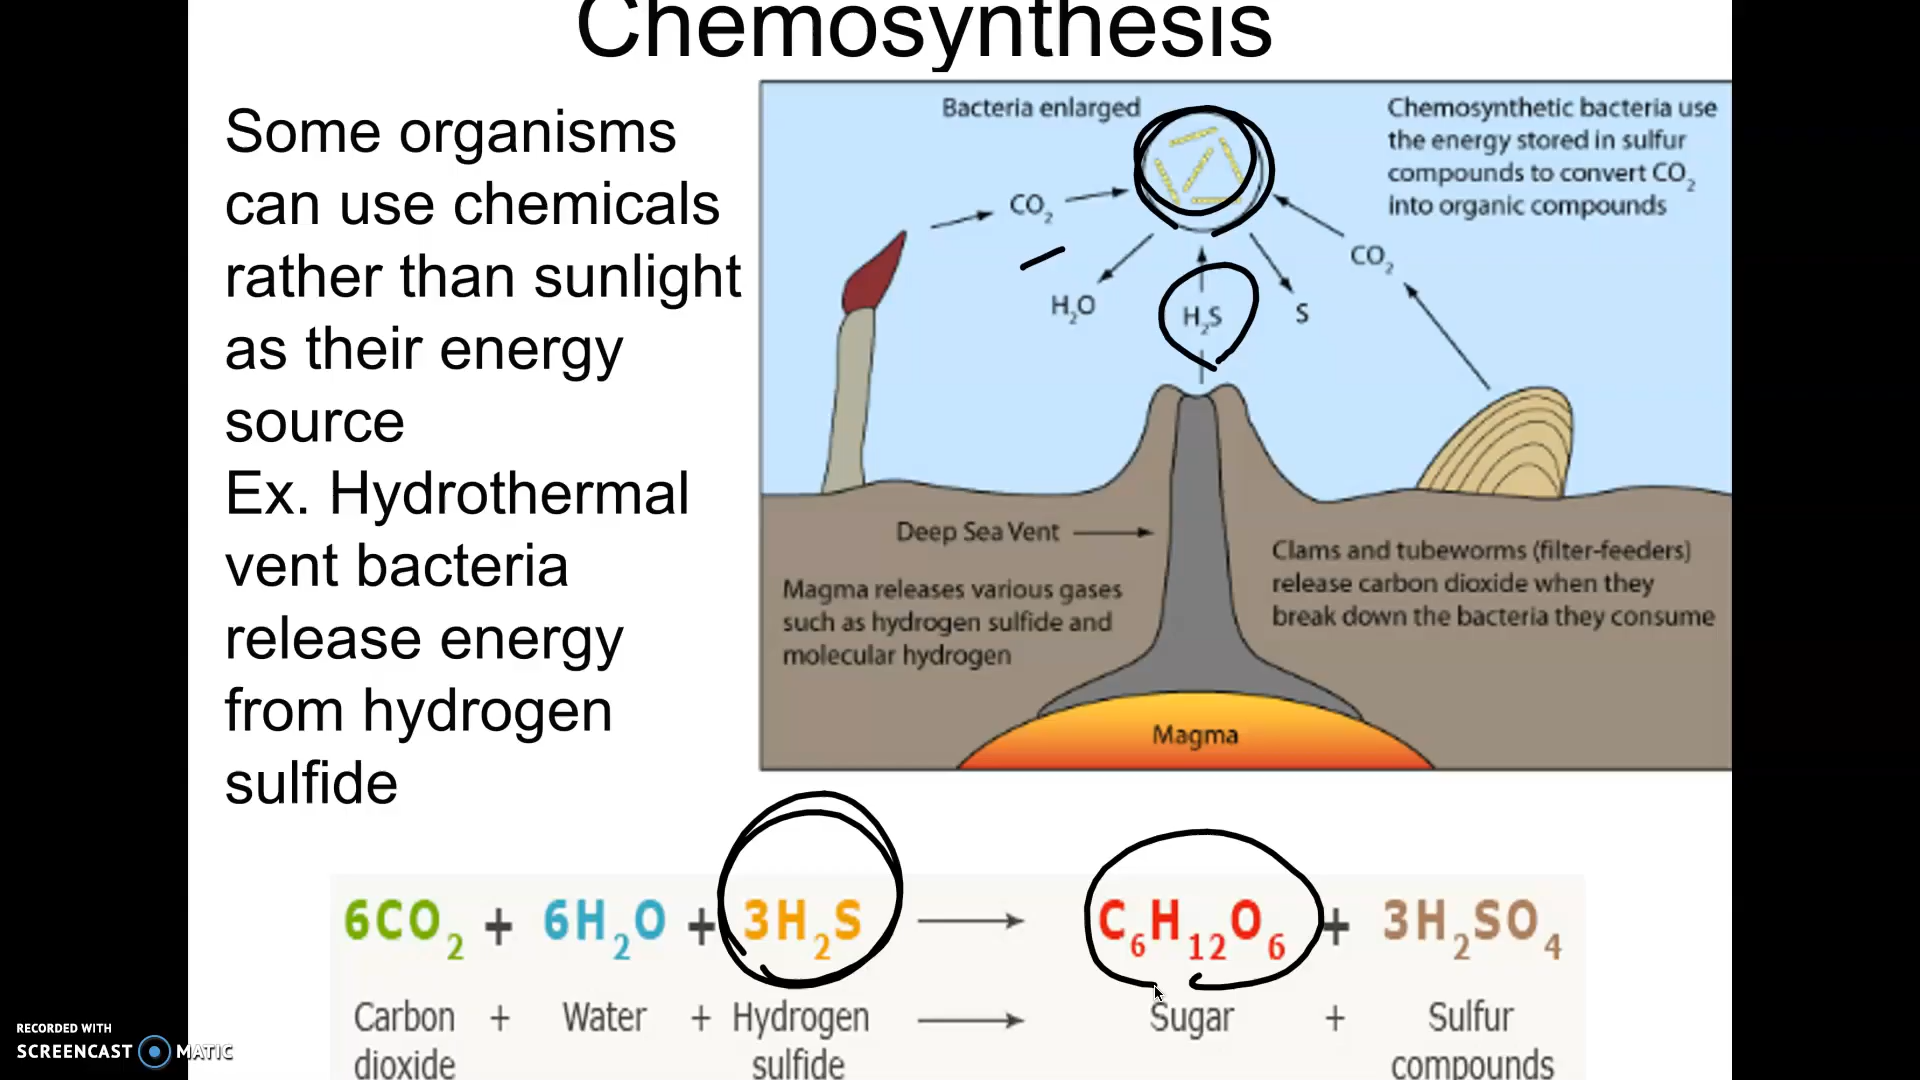 Chemosynthesis
Some organisms
can use chemicals
rather than sunlight
as their energy
source
Ex. Hydrothermal
vent bacteria
release energy
from hydrogen
sulfide
Bacteria enlarged
Chemosynthetic bacteria use
the energy stored in sulfur
compounds to convert CO₂
into organic compounds
CO₂
CO₂
H₂O
H₂S
S
Deep Sea Vent
Magma releases various gases
such as hydrogen sulfide and
molecular hydrogen
Clams and tubeworms (filter-feeders)
release carbon dioxide when they
break down the bacteria they consume
Magma
6CO₂ + 6H₂O + 3H₂S → C₆H₁₂O₆ + 3H₂SO₄
Carbon + Water + Hydrogen → Sugar + Sulfur
dioxide sulfide compounds
RECORDED WITH
SCREENCAST MATIC